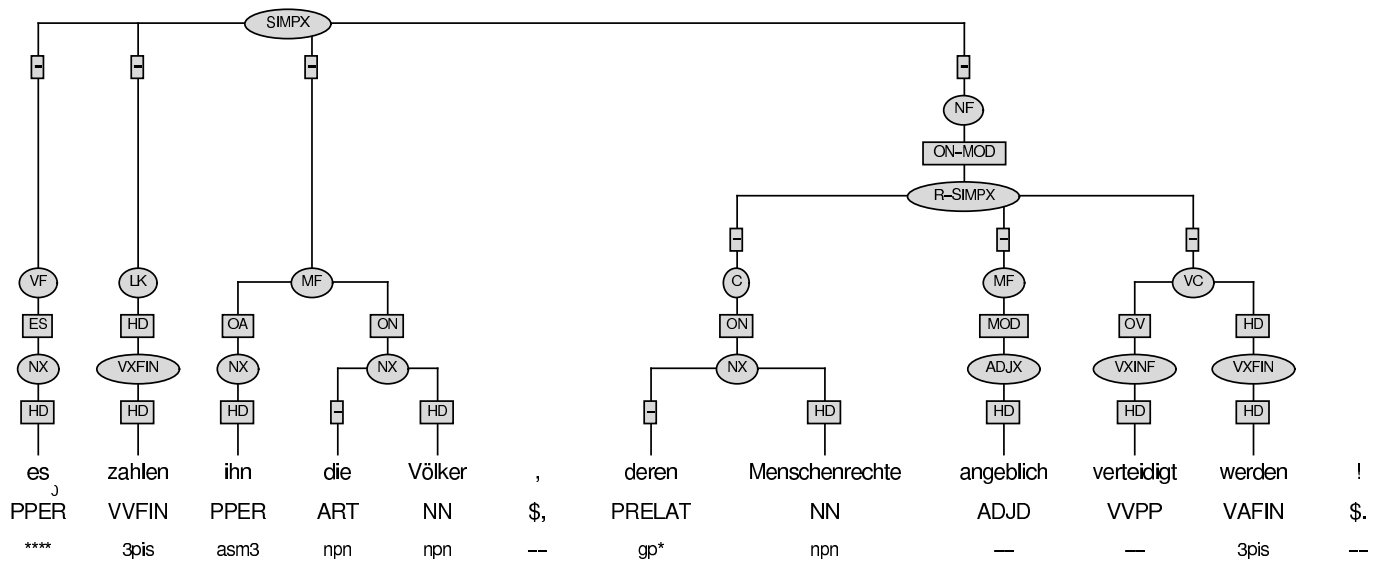 SIMPX
– – – –
NF
ON–MOD
R–SIMPX
– – –
VF LK MF C MF VC
ES HD OA ON ON MOD OV HD
NX VXFIN NX NX NX ADJX VXINF VXFIN
HD HD HD – HD – HD HD HD HD
es zahlen ihn die Völker , deren Menschenrechte angeblich verteidigt werden !
J
PPER VVFIN PPER ART NN $, PRELAT NN ADJD VVPP VAFIN $.
**** 3pis asm3 npn npn –– gp* npn –– –– 3pis ––